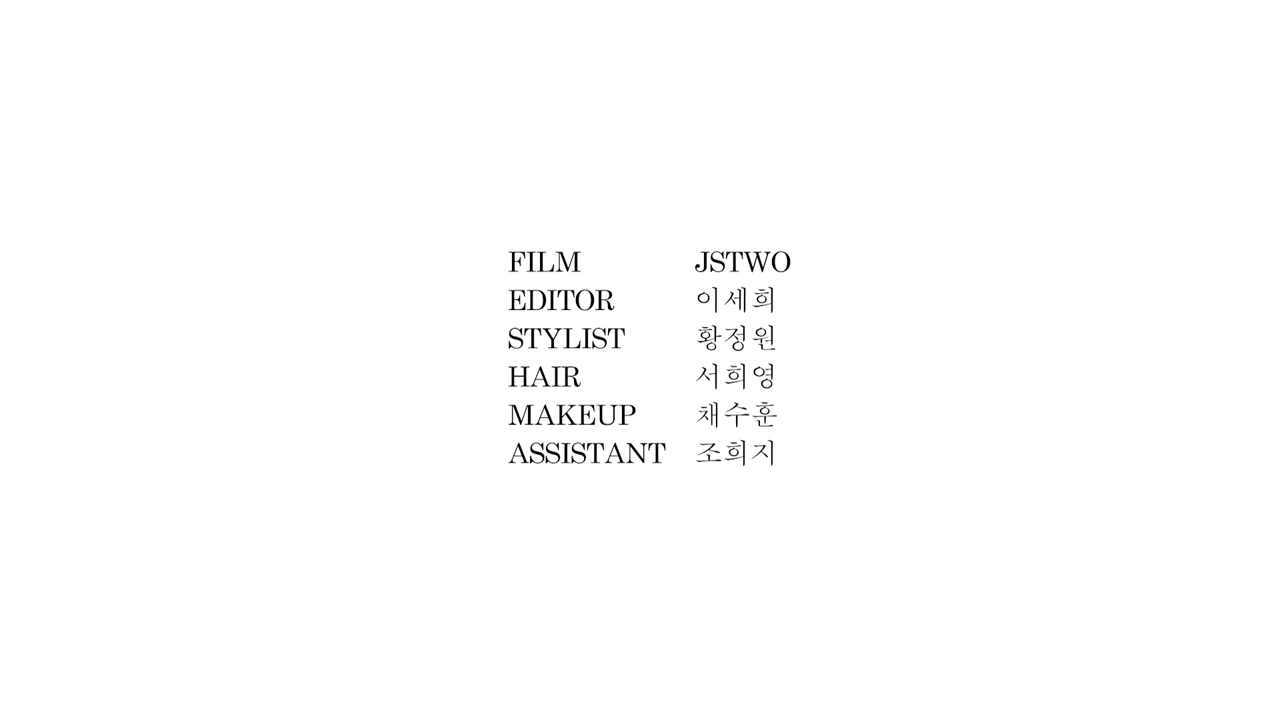 FILM JSTWO
EDITOR 이세희
STYLIST 황정원
HAIR 서희영
MAKEUP 채수훈
ASSISTANT 조희지